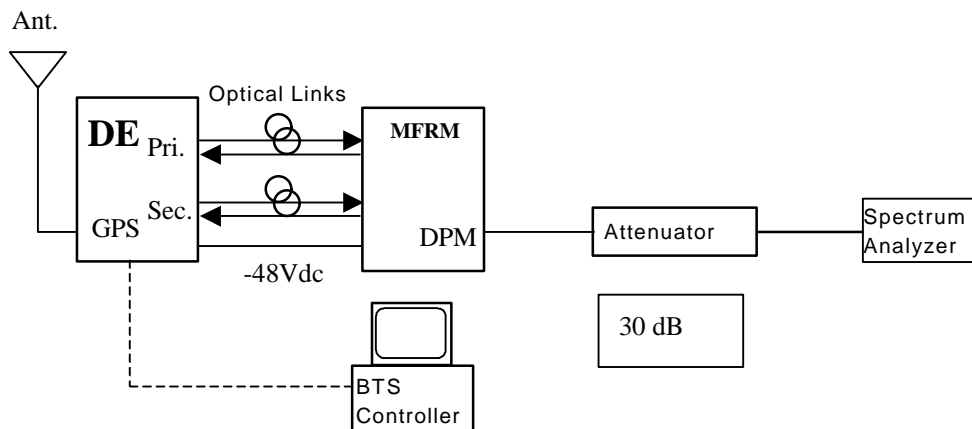 Ant.
Optical Links
DE
Pri.
MFRM
Sec.
GPS
DPM
Attenuator
Spectrum
Analyzer
-48Vdc
30 dB
BTS
Controller